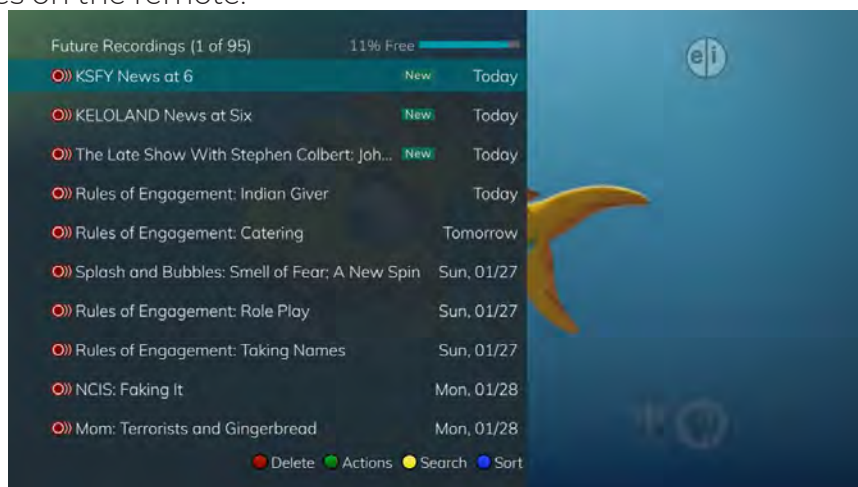 es on the remote.
Future Recordings (1 of 95) 11% Free
KSFY News at 6 New Today
KELOLAND News at Six New Today
The Late Show With Stephen Colbert: Joh... New Today
Rules of Engagement: Indian Giver Today
Rules of Engagement: Catering Tomorrow
Splash and Bubbles: Smell of Fear; A New Spin Sun, 01/27
Rules of Engagement: Role Play Sun, 01/27
Rules of Engagement: Taking Names Sun, 01/27
NCIS: Faking It Mon, 01/28
Mom: Terrorists and Gingerbread Mon, 01/28
Delete Actions Search Sort
e i